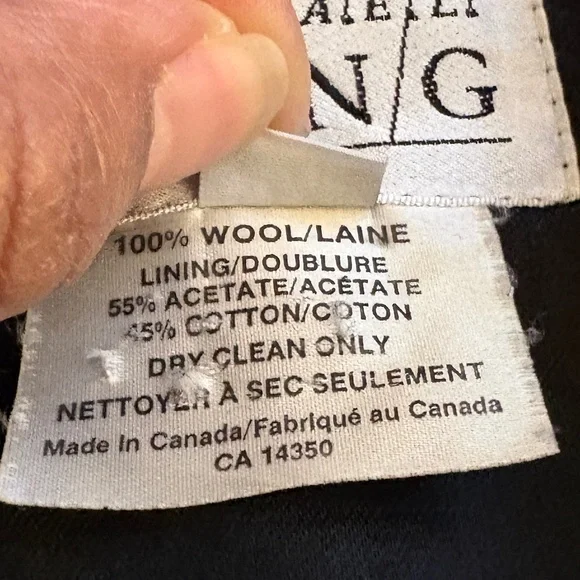 N/G
100% WOOL/LAINE
LINING/DOUBLURE
55% ACETATE/ACÉTATE
45% COTTON/COTON
DRY CLEAN ONLY
NETTOYER À SEC SEULEMENT
Made in Canada/Fabriqué au Canada
CA 14350